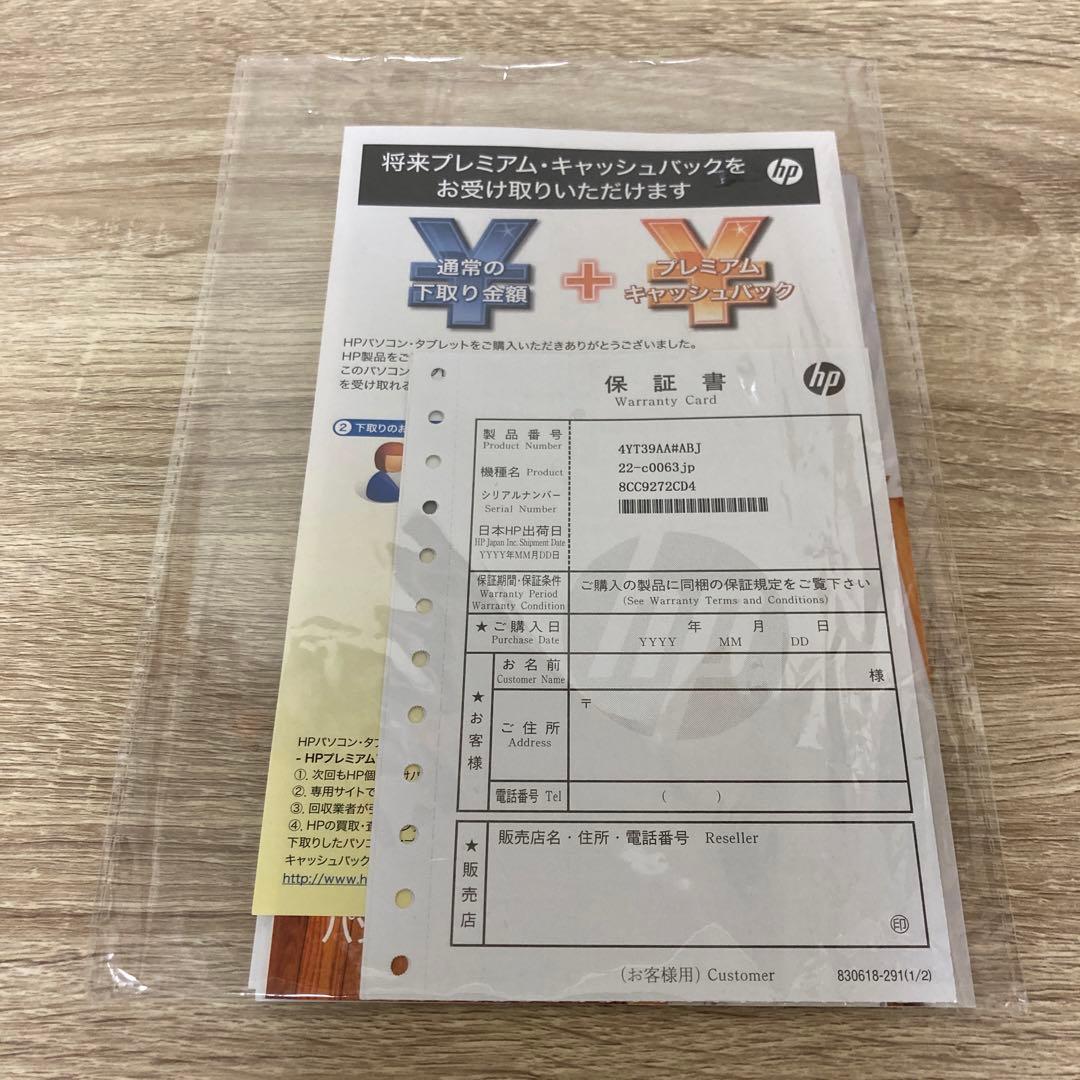 将来プレミアム・キャッシュバックを
お受け取りいただけます
hp
通常の
下取り金額
+
プレミアム
キャッシュバック
HPパソコン・タブレットをご購入いただきありがとうございました。
HP製品をご
このパソコン
を受け取れる
② 下取りのお
HPパソコン・タブ
- HPプレミアム
①. 次回もHP個
②. 専用サイトで
③. 回収業者が
④. HPの買取・
下取りしたパソコ
キャッシュバック
http://www.h
パソ
保証書
Warranty Card
hp
製品番号
Product Number
4YT39AA#ABJ
機種名 Product
22-c0063jp
シリアルナンバー
Serial Number
8CC9272CD4
日本HP出荷日
HP Japan Inc. Shipment Date
YYYY年MM月DD日
保証期間・保証条件
Warranty Period
Warranty Condition
ご購入の製品に同梱の保証規定をご覧下さい
(See Warranty Terms and Conditions)
★ご購入日
Purchase Date
年 月 日
YYYY MM DD
★お客様
お名前
Customer Name
様
ご住所
Address
〒
電話番号 Tel
( )
★販売店
販売店名・住所・電話番号 Reseller
印
(お客様用) Customer
830618-291(1/2)